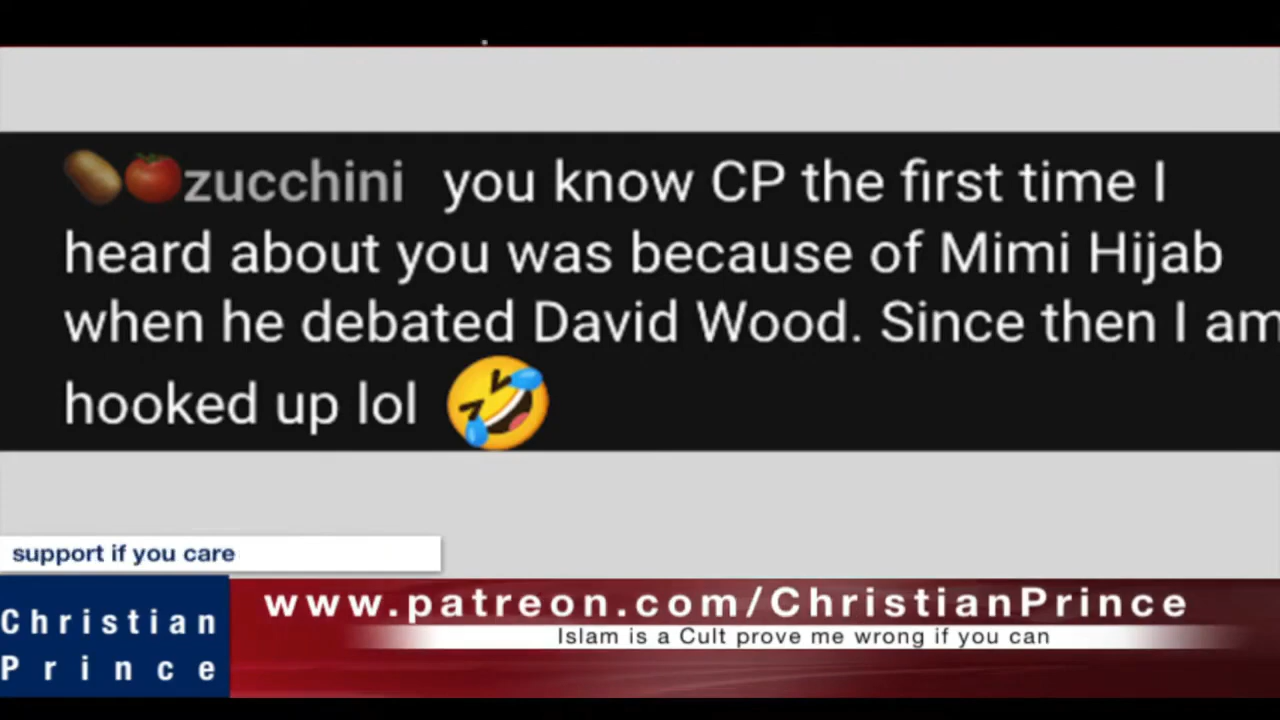 🥔🍅zucchini you know CP the first time I
heard about you was because of Mimi Hijab
when he debated David Wood. Since then I am
hooked up lol 🤣
support if you care
Christian
Prince
www.patreon.com/ChristianPrince
Islam is a Cult prove me wrong if you can